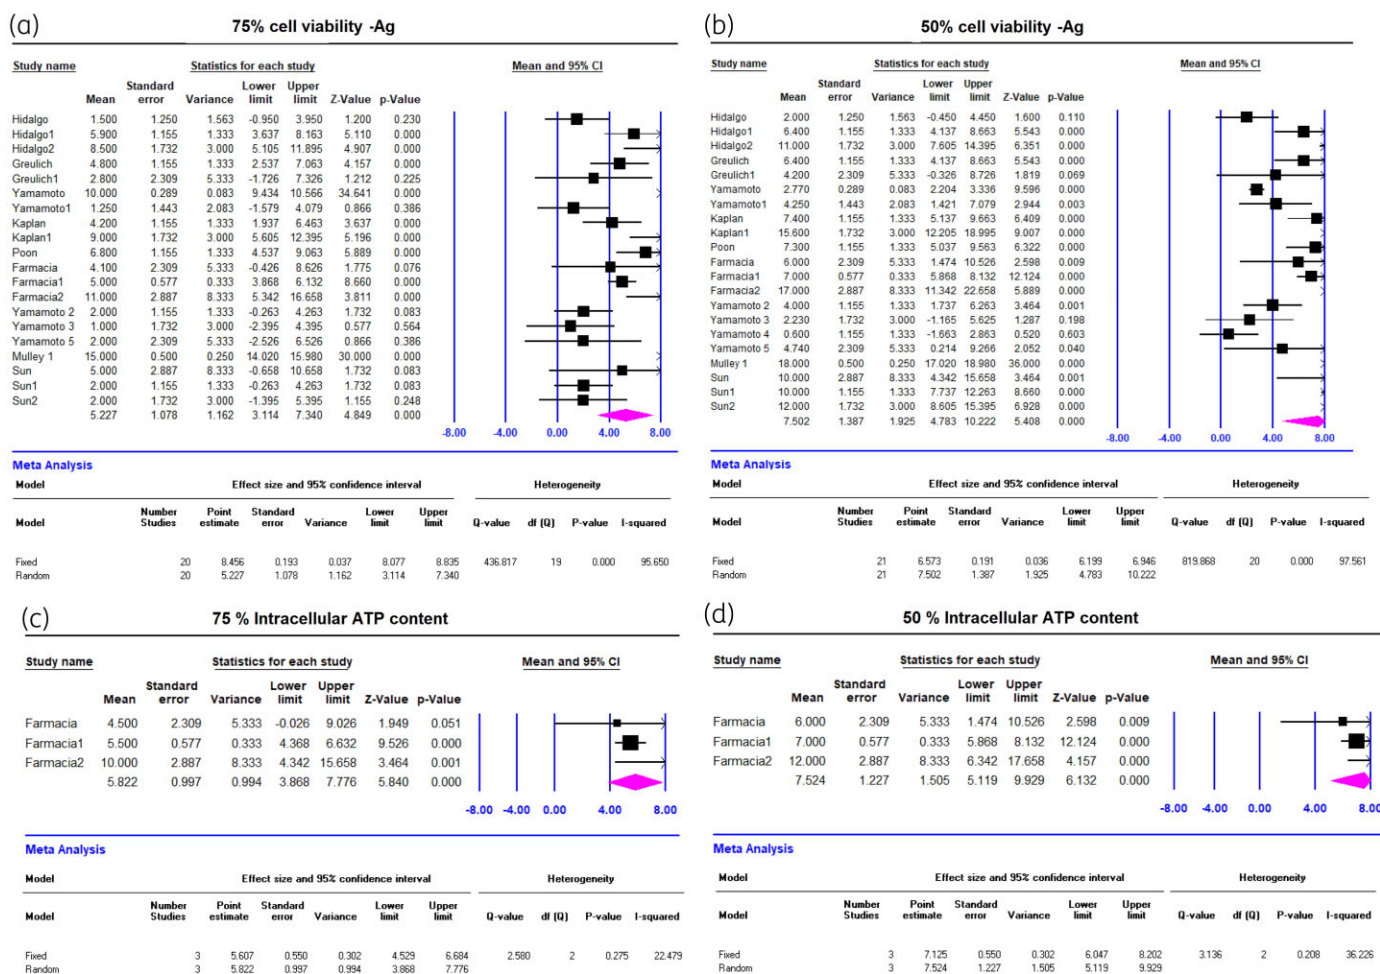 (a)
75% cell viability -Ag
Study name Statistics for each study Mean and 95% CI
Standard Lower Upper
Mean error Variance limit limit Z-Value p-Value
Hidalgo 1.500 1.250 1.563 -0.950 3.950 1.200 0.230
Hidalgo1 5.900 1.155 1.333 3.637 8.163 5.110 0.000
Hidalgo2 8.500 1.732 3.000 5.105 11.895 4.907 0.000
Greulich 4.800 1.155 1.333 2.537 7.063 4.157 0.000
Greulich1 2.800 2.309 5.333 -1.726 7.326 1.212 0.225
Yamamoto 10.000 0.289 0.083 9.434 10.566 34.641 0.000
Yamamoto1 1.250 1.443 2.083 -1.579 4.079 0.866 0.386
Kaplan 4.200 1.155 1.333 1.937 6.463 3.637 0.000
Kaplan1 9.000 1.732 3.000 5.605 12.395 5.196 0.000
Poon 6.800 1.155 1.333 4.537 9.063 5.889 0.000
Farmacia 4.100 2.309 5.333 -0.426 8.626 1.775 0.076
Farmacia1 5.000 0.577 0.333 3.868 6.132 8.660 0.000
Farmacia2 11.000 2.887 8.333 5.342 16.658 3.811 0.000
Yamamoto 2 2.000 1.155 1.333 -0.263 4.263 1.732 0.083
Yamamoto 3 1.000 1.732 3.000 -2.395 4.395 0.577 0.564
Yamamoto 5 2.000 2.309 5.333 -2.526 6.526 0.866 0.386
Mulley 1 15.000 0.500 0.250 14.020 15.980 30.000 0.000
Sun 5.000 2.887 8.333 -0.658 10.658 1.732 0.083
Sun1 2.000 1.155 1.333 -0.263 4.263 1.732 0.083
Sun2 2.000 1.732 3.000 -1.395 5.395 1.155 0.248
5.227 1.078 1.162 3.114 7.340 4.849 0.000
-8.00 -4.00 0.00 4.00 8.00
Meta Analysis
Model Effect size and 95% confidence interval Heterogeneity
Number Point Standard Lower Upper
Model Studies estimate error Variance limit limit Q-value df (Q) P-value I-squared
Fixed 20 8.456 0.193 0.037 8.077 8.835 436.817 19 0.000 95.650
Random 20 5.227 1.078 1.162 3.114 7.340
(b)
50% cell viability -Ag
Study name Statistics for each study Mean and 95% CI
Standard Lower Upper
Mean error Variance limit limit Z-Value p-Value
Hidalgo 2.000 1.250 1.563 -0.450 4.450 1.600 0.110
Hidalgo1 6.400 1.155 1.333 4.137 8.663 5.543 0.000
Hidalgo2 11.000 1.732 3.000 7.605 14.395 6.351 0.000
Greulich 6.400 1.155 1.333 4.137 8.663 5.543 0.000
Greulich1 4.200 2.309 5.333 -0.326 8.726 1.819 0.069
Yamamoto 2.770 0.289 0.083 2.204 3.336 9.596 0.000
Yamamoto1 4.250 1.443 2.083 1.421 7.079 2.944 0.003
Kaplan 7.400 1.155 1.333 5.137 9.663 6.409 0.000
Kaplan1 15.600 1.732 3.000 12.205 18.995 9.007 0.000
Poon 7.300 1.155 1.333 5.037 9.563 6.322 0.000
Farmacia 6.000 2.309 5.333 1.474 10.526 2.598 0.009
Farmacia1 7.000 0.577 0.333 5.868 8.132 12.124 0.000
Farmacia2 17.000 2.887 8.333 11.342 22.658 5.889 0.000
Yamamoto 2 4.000 1.155 1.333 1.737 6.263 3.464 0.001
Yamamoto 3 2.230 1.732 3.000 -1.165 5.625 1.287 0.198
Yamamoto 4 0.600 1.155 1.333 -1.663 2.863 0.520 0.603
Yamamoto 5 4.740 2.309 5.333 0.214 9.266 2.052 0.040
Mulley 1 18.000 0.500 0.250 17.020 18.980 36.000 0.000
Sun 10.000 2.887 8.333 4.342 15.658 3.464 0.001
Sun1 10.000 1.155 1.333 7.737 12.263 8.660 0.000
Sun2 12.000 1.732 3.000 8.605 15.395 6.928 0.000
7.502 1.387 1.925 4.783 10.222 5.408 0.000
-8.00 -4.00 0.00 4.00 8.00
Meta Analysis
Model Effect size and 95% confidence interval Heterogeneity
Number Point Standard Lower Upper
Model Studies estimate error Variance limit limit Q-value df (Q) P-value I-squared
Fixed 21 6.573 0.191 0.036 6.199 6.946 819.868 20 0.000 97.561
Random 21 7.502 1.387 1.925 4.783 10.222
(c)
75 % Intracellular ATP content
Study name Statistics for each study Mean and 95% CI
Standard Lower Upper
Mean error Variance limit limit Z-Value p-Value
Farmacia 4.500 2.309 5.333 -0.026 9.026 1.949 0.051
Farmacia1 5.500 0.577 0.333 4.368 6.632 9.526 0.000
Farmacia2 10.000 2.887 8.333 4.342 15.658 3.464 0.001
5.822 0.997 0.994 3.868 7.776 5.840 0.000
-8.00 -4.00 0.00 4.00 8.00
Meta Analysis
Model Effect size and 95% confidence interval Heterogeneity
Number Point Standard Lower Upper
Model Studies estimate error Variance limit limit Q-value df (Q) P-value I-squared
Fixed 3 5.607 0.550 0.302 4.529 6.684 2.580 2 0.275 22.479
Random 3 5.822 0.997 0.994 3.868 7.776
(d)
50 % Intracellular ATP content
Study name Statistics for each study Mean and 95% CI
Standard Lower Upper
Mean error Variance limit limit Z-Value p-Value
Farmacia 6.000 2.309 5.333 1.474 10.526 2.598 0.009
Farmacia1 7.000 0.577 0.333 5.868 8.132 12.124 0.000
Farmacia2 12.000 2.887 8.333 6.342 17.658 4.157 0.000
7.524 1.227 1.505 5.119 9.929 6.132 0.000
-8.00 -4.00 0.00 4.00 8.00
Meta Analysis
Model Effect size and 95% confidence interval Heterogeneity
Number Point Standard Lower Upper
Model Studies estimate error Variance limit limit Q-value df (Q) P-value I-squared
Fixed 3 7.125 0.550 0.302 6.047 8.202 3.136 2 0.208 36.226
Random 3 7.524 1.227 1.505 5.119 9.929